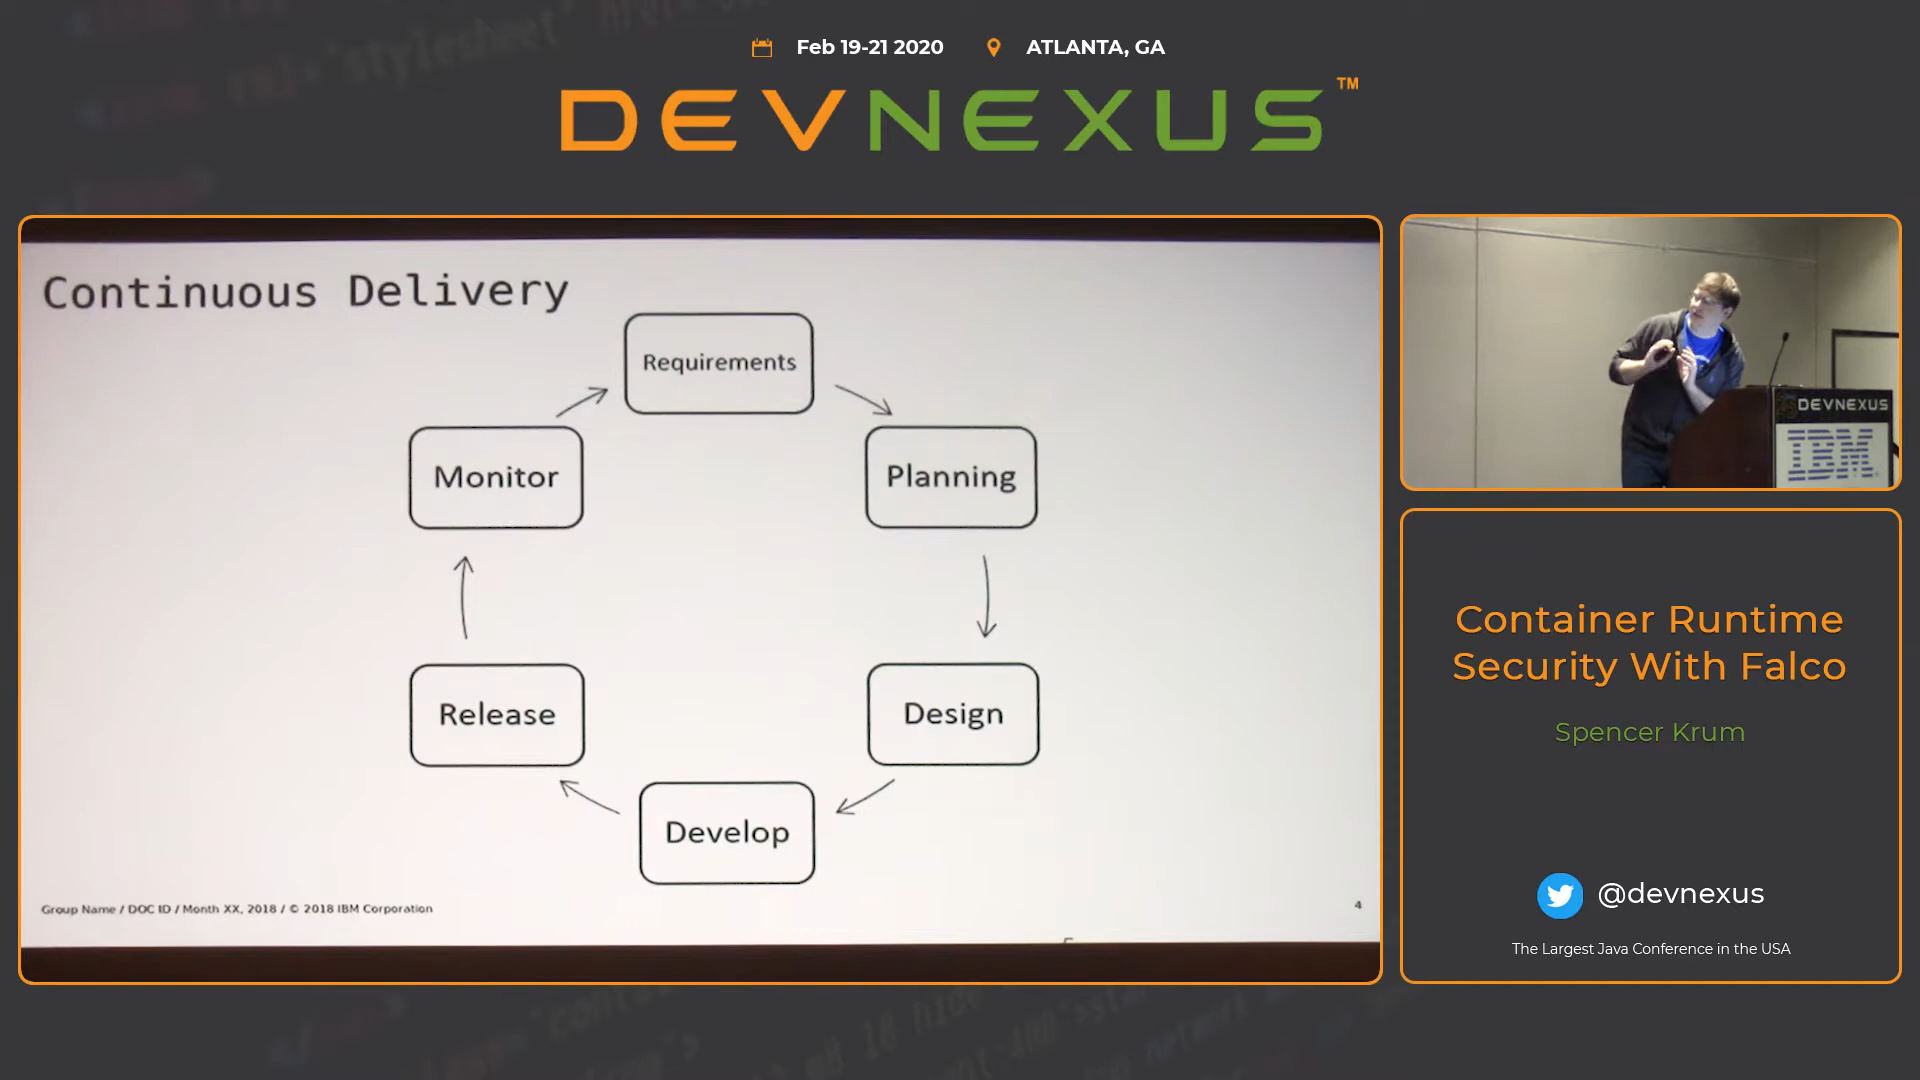 Feb 19-21 2020 ATLANTA, GA
DEVNEXUS™
Continuous Delivery
Requirements
Monitor
Planning
Release
Design
Develop
Group Name / DOC ID / Month XX, 2018 / © 2018 IBM Corporation
4
DEVNEXUS
IBM
Container Runtime
Security With Falco
Spencer Krum
@devnexus
The Largest Java Conference in the USA